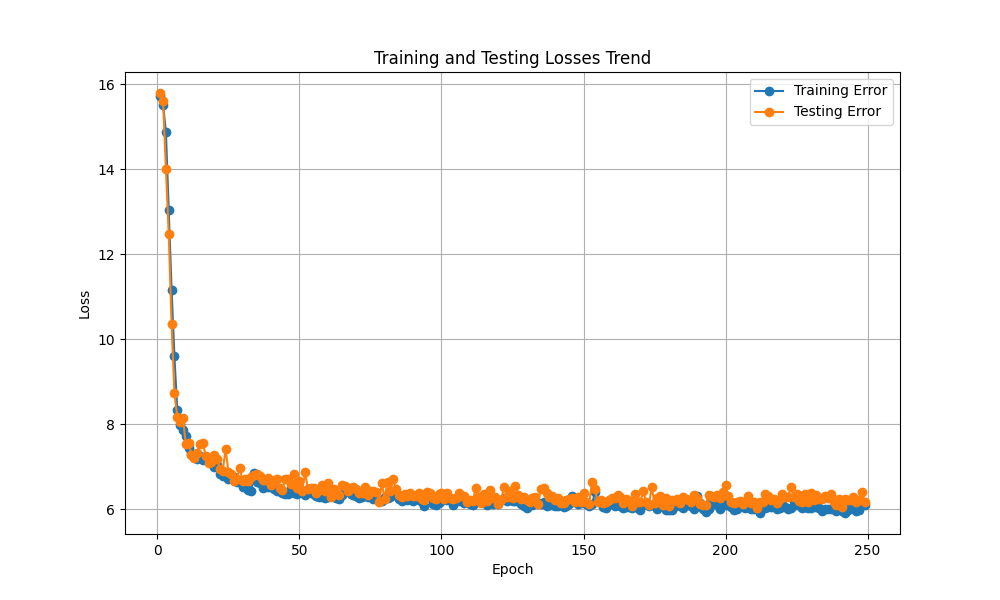 Training and Testing Losses Trend
Training Error
Testing Error
16
14
12
10
8
6
Loss
0
50
100
150
200
250
Epoch